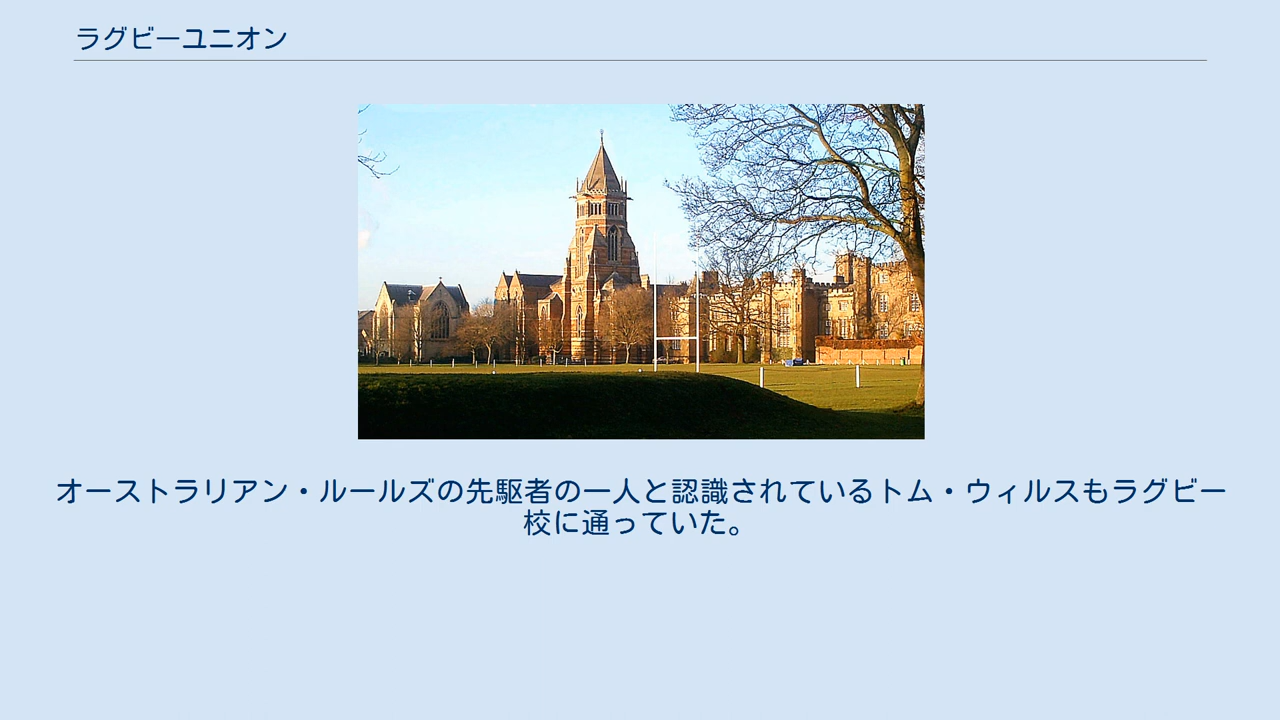 ラグビーユニオン
オーストラリアン・ルールズの先駆者の一人と認識されているトム・ウィルスもラグビー
校に通っていた。